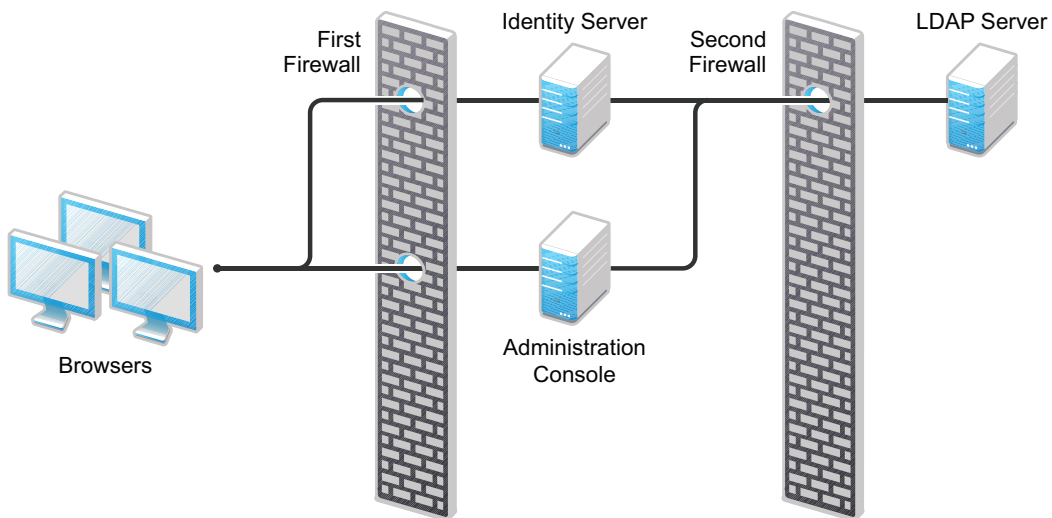 First
Firewall
Identity Server
Second
Firewall
LDAP Server
Browsers
Administration
Console